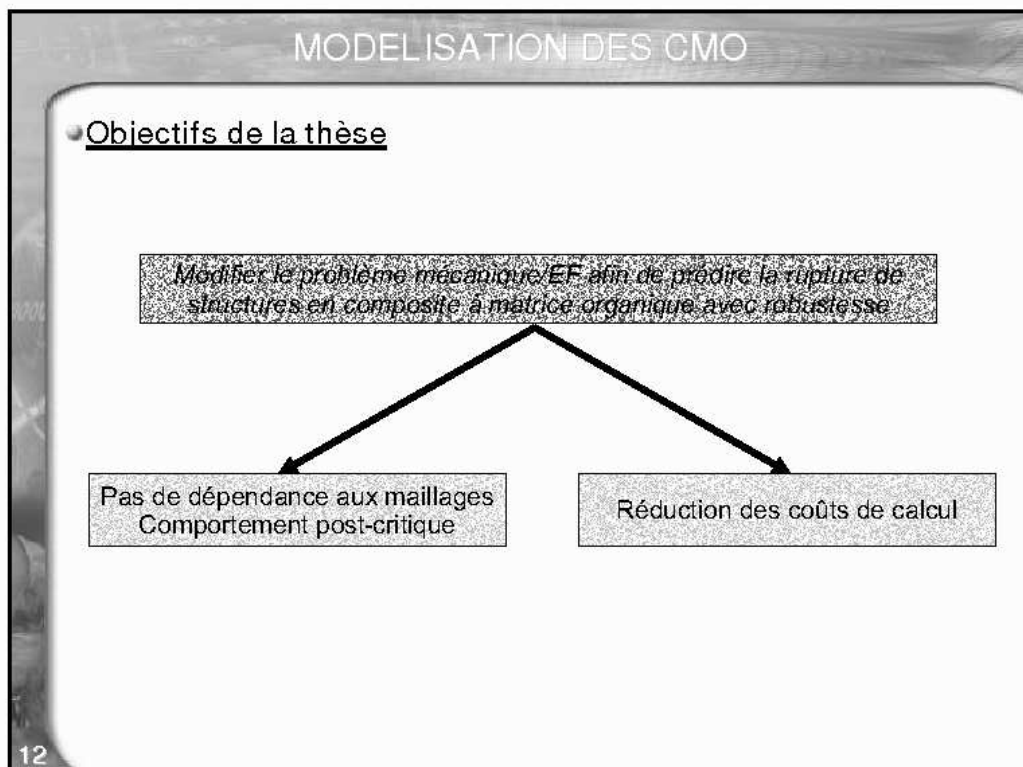 MODELISATION DES CMO
Objectifs de la thèse
Modifier le problème mécanique/EF afin de prédire la rupture de
structures en composite à matrice organique avec robustesse
Pas de dépendance aux maillages
Comportement post-critique
Réduction des coûts de calcul
12